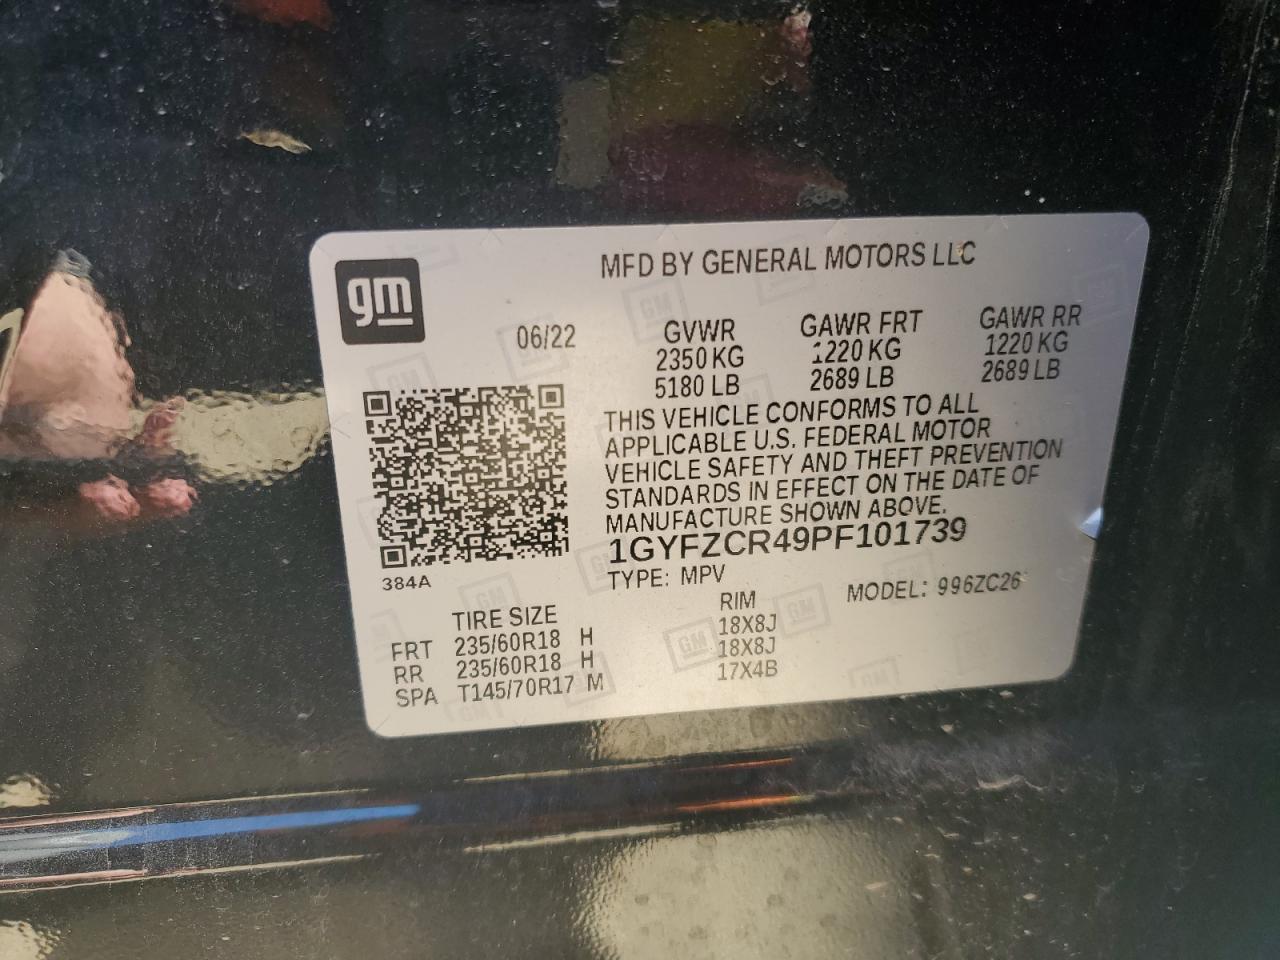 gm
MFD BY GENERAL MOTORS LLC
06/22
GVWR GAWR FRT GAWR RR
2350 KG 1220 KG 1220 KG
5180 LB 2689 LB 2689 LB
THIS VEHICLE CONFORMS TO ALL
APPLICABLE U.S. FEDERAL MOTOR
VEHICLE SAFETY AND THEFT PREVENTION
STANDARDS IN EFFECT ON THE DATE OF
MANUFACTURE SHOWN ABOVE.
1GYFZCR49PF101739
384A
TYPE: MPV MODEL: 996ZC26
TIRE SIZE RIM
FRT 235/60R18 H 18X8J
RR 235/60R18 H 18X8J
SPA T145/70R17 M 17X4B